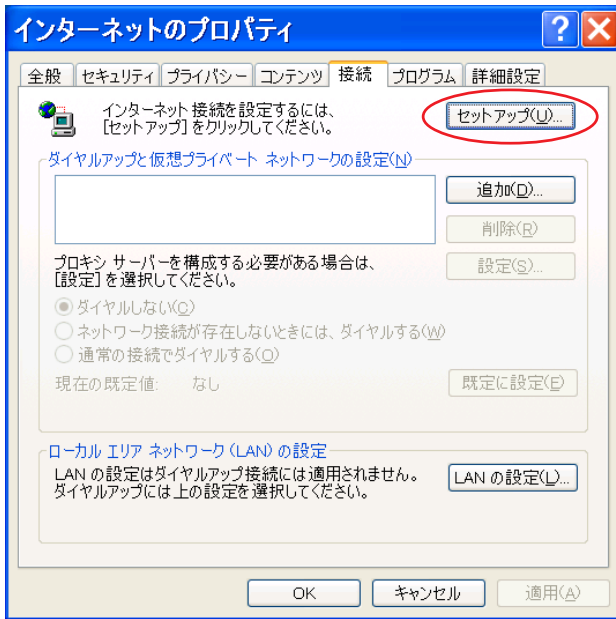 インターネットのプロパティ
全般 セキュリティ プライバシー コンテンツ 接続 プログラム 詳細設定
インターネット接続を設定するには、
[セットアップ] をクリックしてください。
セットアップ(U)...
ダイヤルアップと仮想プライベート ネットワークの設定(N)
追加(D)...
削除(R)
プロキシ サーバーを構成する必要がある場合は、
[設定] を選択してください。
設定(S)...
ダイヤルしない(C)
ネットワーク接続が存在しないときには、ダイヤルする(W)
通常の接続でダイヤルする(O)
現在の既定値: なし
既定に設定(E)
ローカル エリア ネットワーク (LAN) の設定
LAN の設定はダイヤルアップ接続には適用されません。
ダイヤルアップには上の設定を選択してください。
LAN の設定(L)...
OK キャンセル 適用(A)